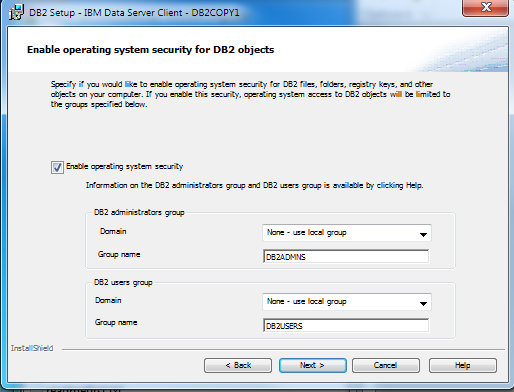 DB2 Setup - IBM Data Server Client - DB2COPY1
Enable operating system security for DB2 objects
Specify if you would like to enable operating system security for DB2 files, folders, registry keys, and other
objects on your computer. If you enable this security, operating system access to DB2 objects will be limited to
the groups specified below.
Enable operating system security
Information on the DB2 administrators group and DB2 users group is available by clicking Help.
DB2 administrators group
Domain
None - use local group
Group name
DB2ADMNS
DB2 users group
Domain
None - use local group
Group name
DB2USERS
InstallShield
< Back
Next >
Cancel
Help